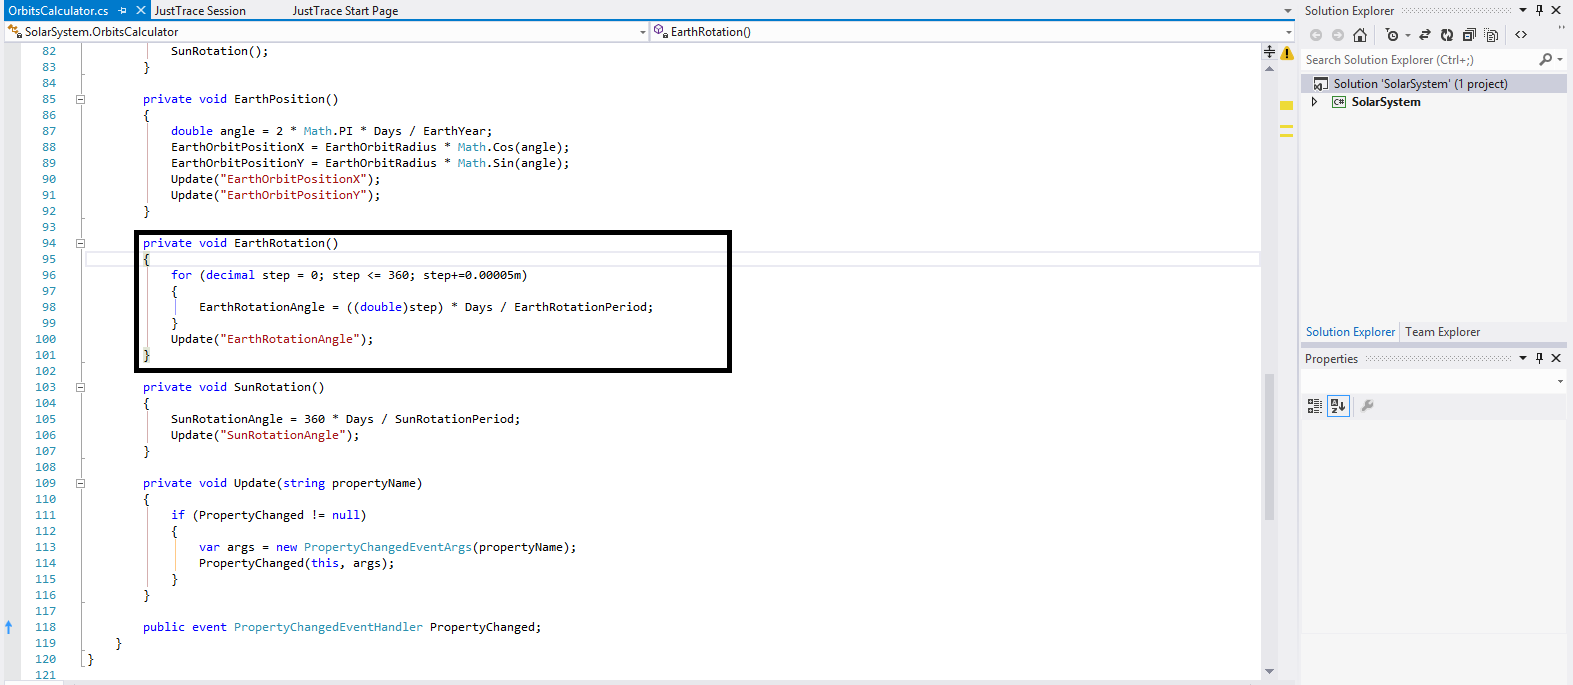 OrbitsCalculator.cs
JustTrace Session
JustTrace Start Page
SolarSystem.OrbitsCalculator
EarthRotation()
82 SunRotation();
83 }
84
85 private void EarthPosition()
86 {
87 double angle = 2 * Math.PI * Days / EarthYear;
88 EarthOrbitPositionX = EarthOrbitRadius * Math.Cos(angle);
89 EarthOrbitPositionY = EarthOrbitRadius * Math.Sin(angle);
90 Update("EarthOrbitPositionX");
91 Update("EarthOrbitPositionY");
92 }
93
94 private void EarthRotation()
95 {
96 for (decimal step = 0; step <= 360; step+=0.00005m)
97 {
98 EarthRotationAngle = ((double)step) * Days / EarthRotationPeriod;
99 }
100 Update("EarthRotationAngle");
101 }
102
103 private void SunRotation()
104 {
105 SunRotationAngle = 360 * Days / SunRotationPeriod;
106 Update("SunRotationAngle");
107 }
108
109 private void Update(string propertyName)
110 {
111 if (PropertyChanged != null)
112 {
113 var args = new PropertyChangedEventArgs(propertyName);
114 PropertyChanged(this, args);
115 }
116 }
117
118 public event PropertyChangedEventHandler PropertyChanged;
119 }
120 }
121
Solution Explorer
Search Solution Explorer (Ctrl+;)
Solution 'SolarSystem' (1 project)
C# SolarSystem
Solution Explorer
Team Explorer
Properties